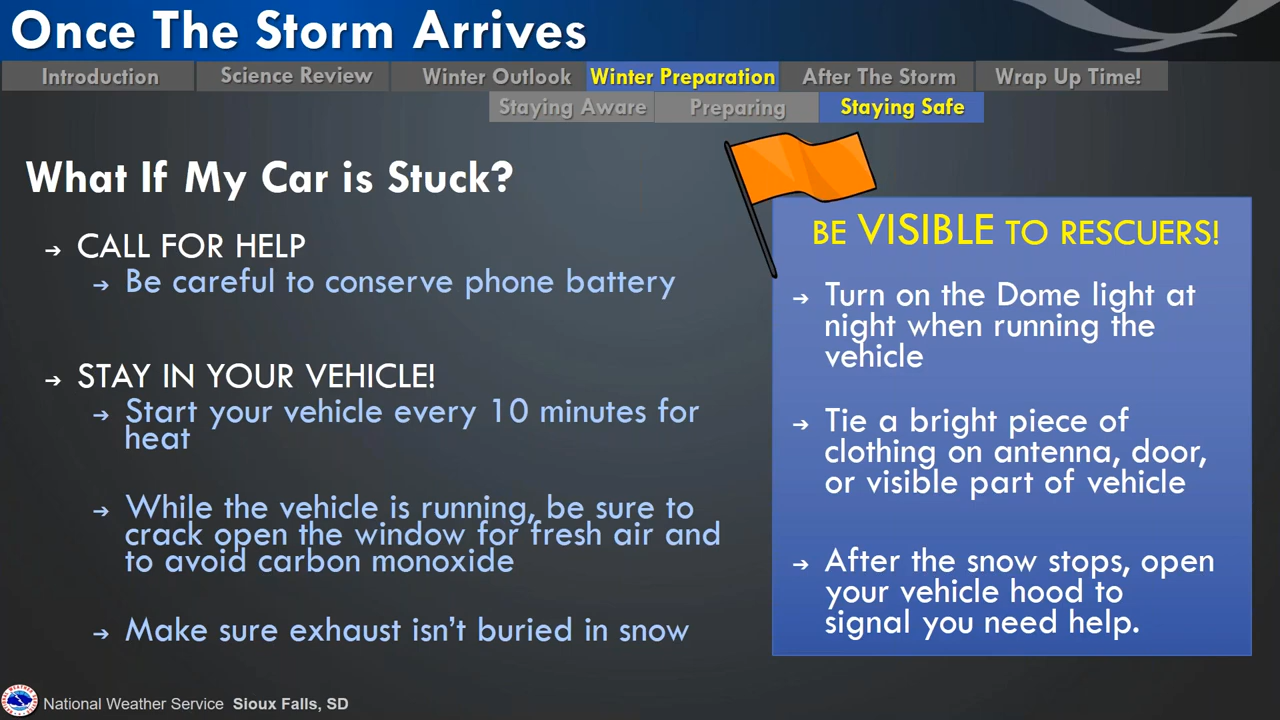 Once The Storm Arrives
Introduction Science Review Winter Outlook Winter Preparation After The Storm Wrap Up Time!
Staying Aware Preparing Staying Safe
What If My Car is Stuck?
➔ CALL FOR HELP
➔ Be careful to conserve phone battery
➔ STAY IN YOUR VEHICLE!
➔ Start your vehicle every 10 minutes for
heat
➔ While the vehicle is running, be sure to
crack open the window for fresh air and
to avoid carbon monoxide
➔ Make sure exhaust isn't buried in snow
BE VISIBLE TO RESCUERS!
➔ Turn on the Dome light at
night when running the
vehicle
➔ Tie a bright piece of
clothing on antenna, door,
or visible part of vehicle
➔ After the snow stops, open
your vehicle hood to
signal you need help.
National Weather Service Sioux Falls, SD